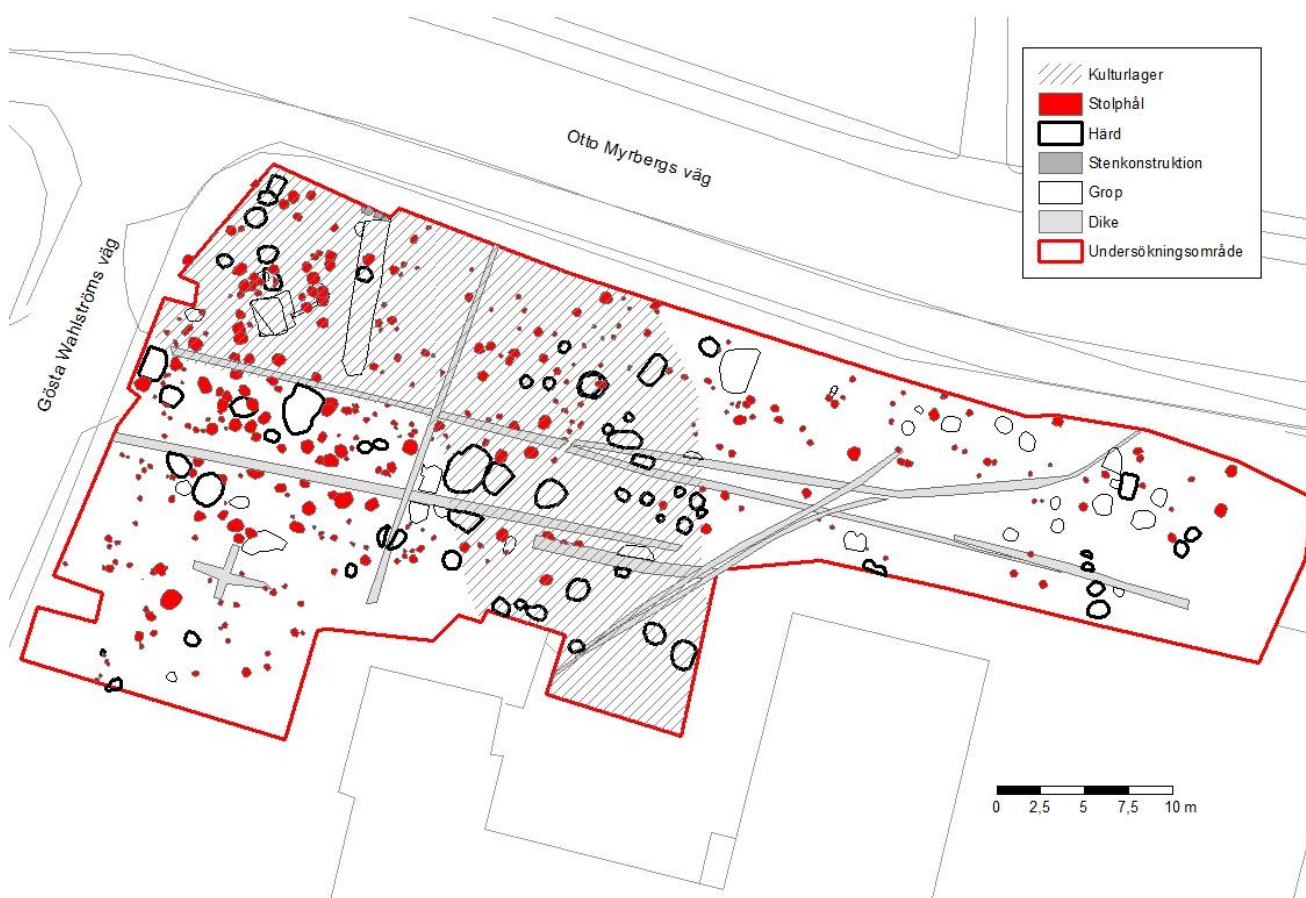 Otto Myrbergs väg
Gösta Wahlströms väg
Kulturlager
Stolphål
Härd
Stenkonstruktion
Grop
Dike
Undersökningsområde
0 2,5 5 7,5 10 m